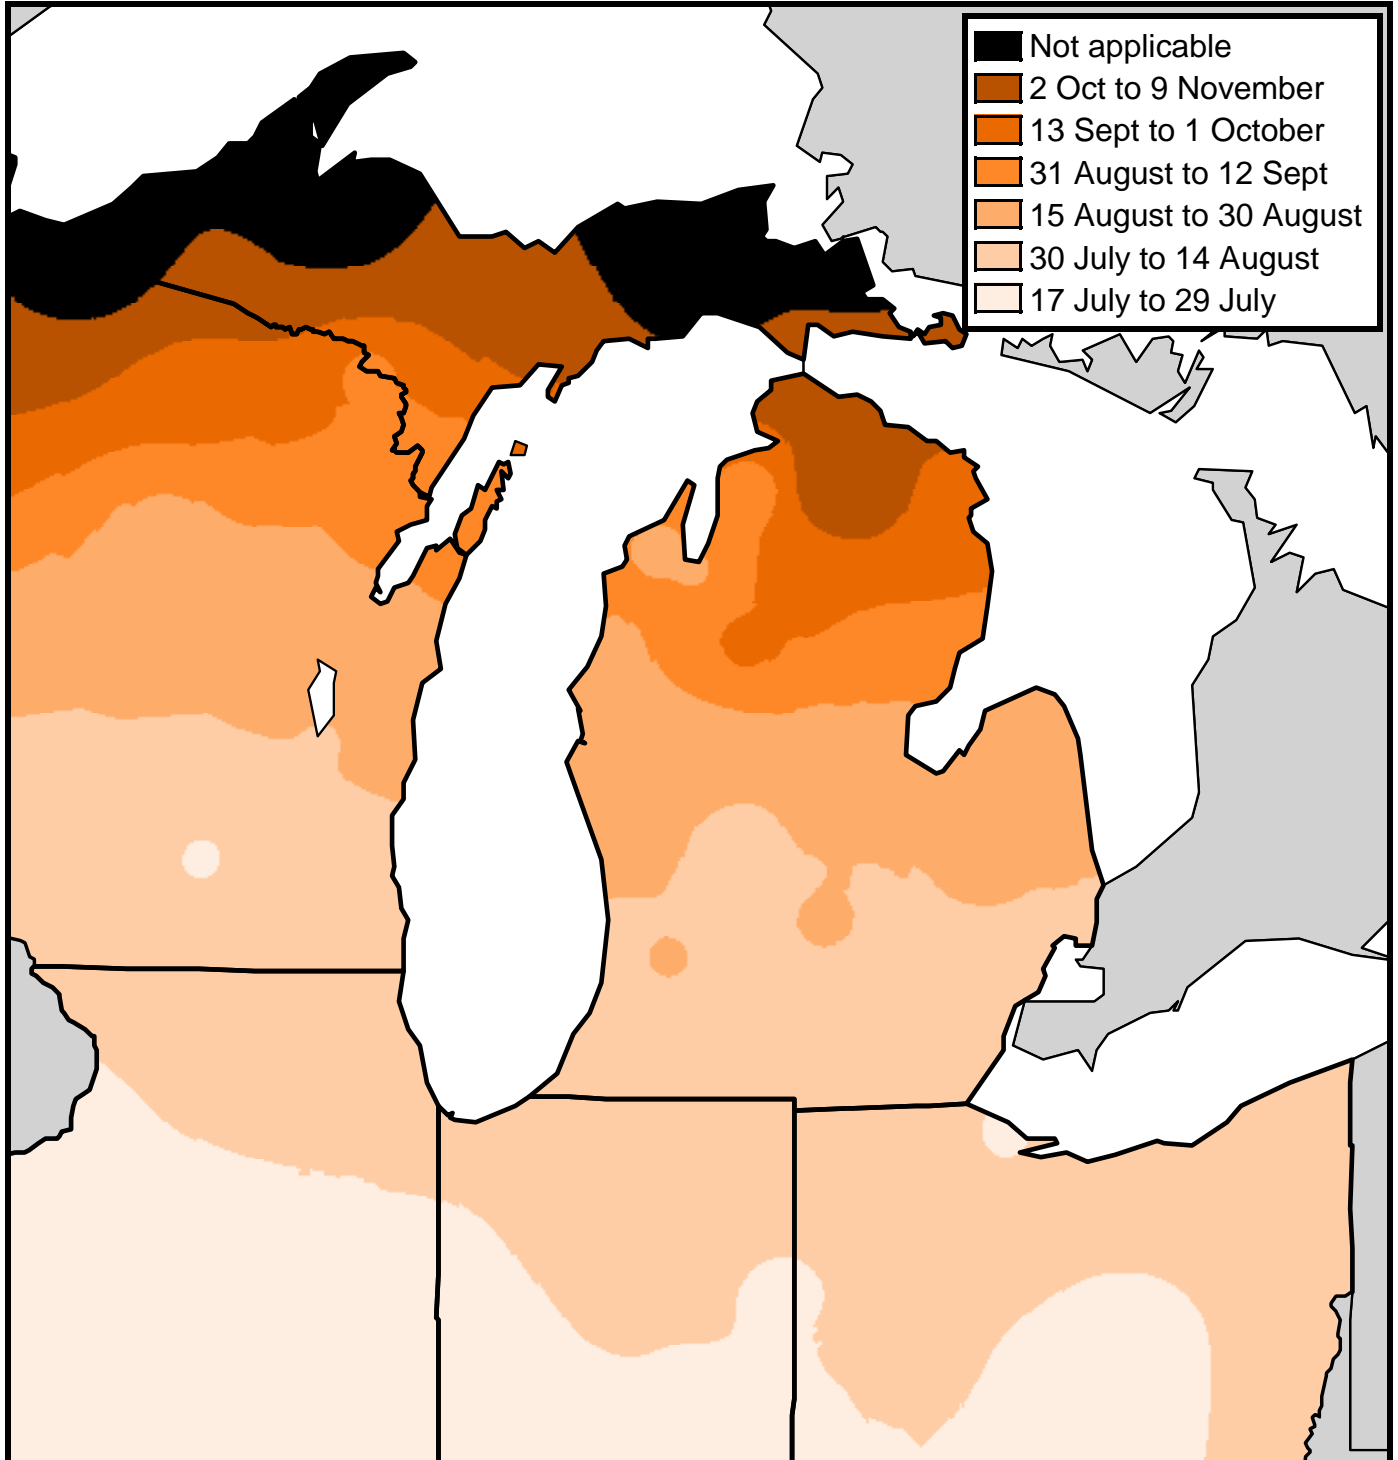 Not applicable
2 Oct to 9 November
13 Sept to 1 October
31 August to 12 Sept
15 August to 30 August
30 July to 14 August
17 July to 29 July